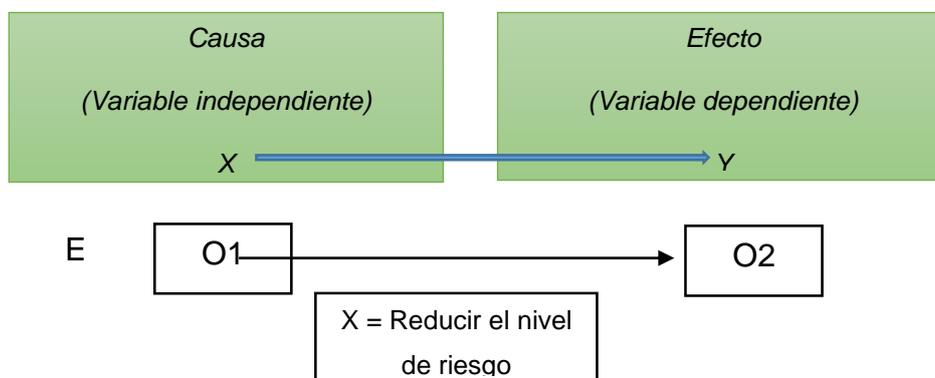 Causa
(Variable independiente)
X
Efecto
(Variable dependiente)
Y
E
O1
O2
X = Reducir el nivel
de riesgo